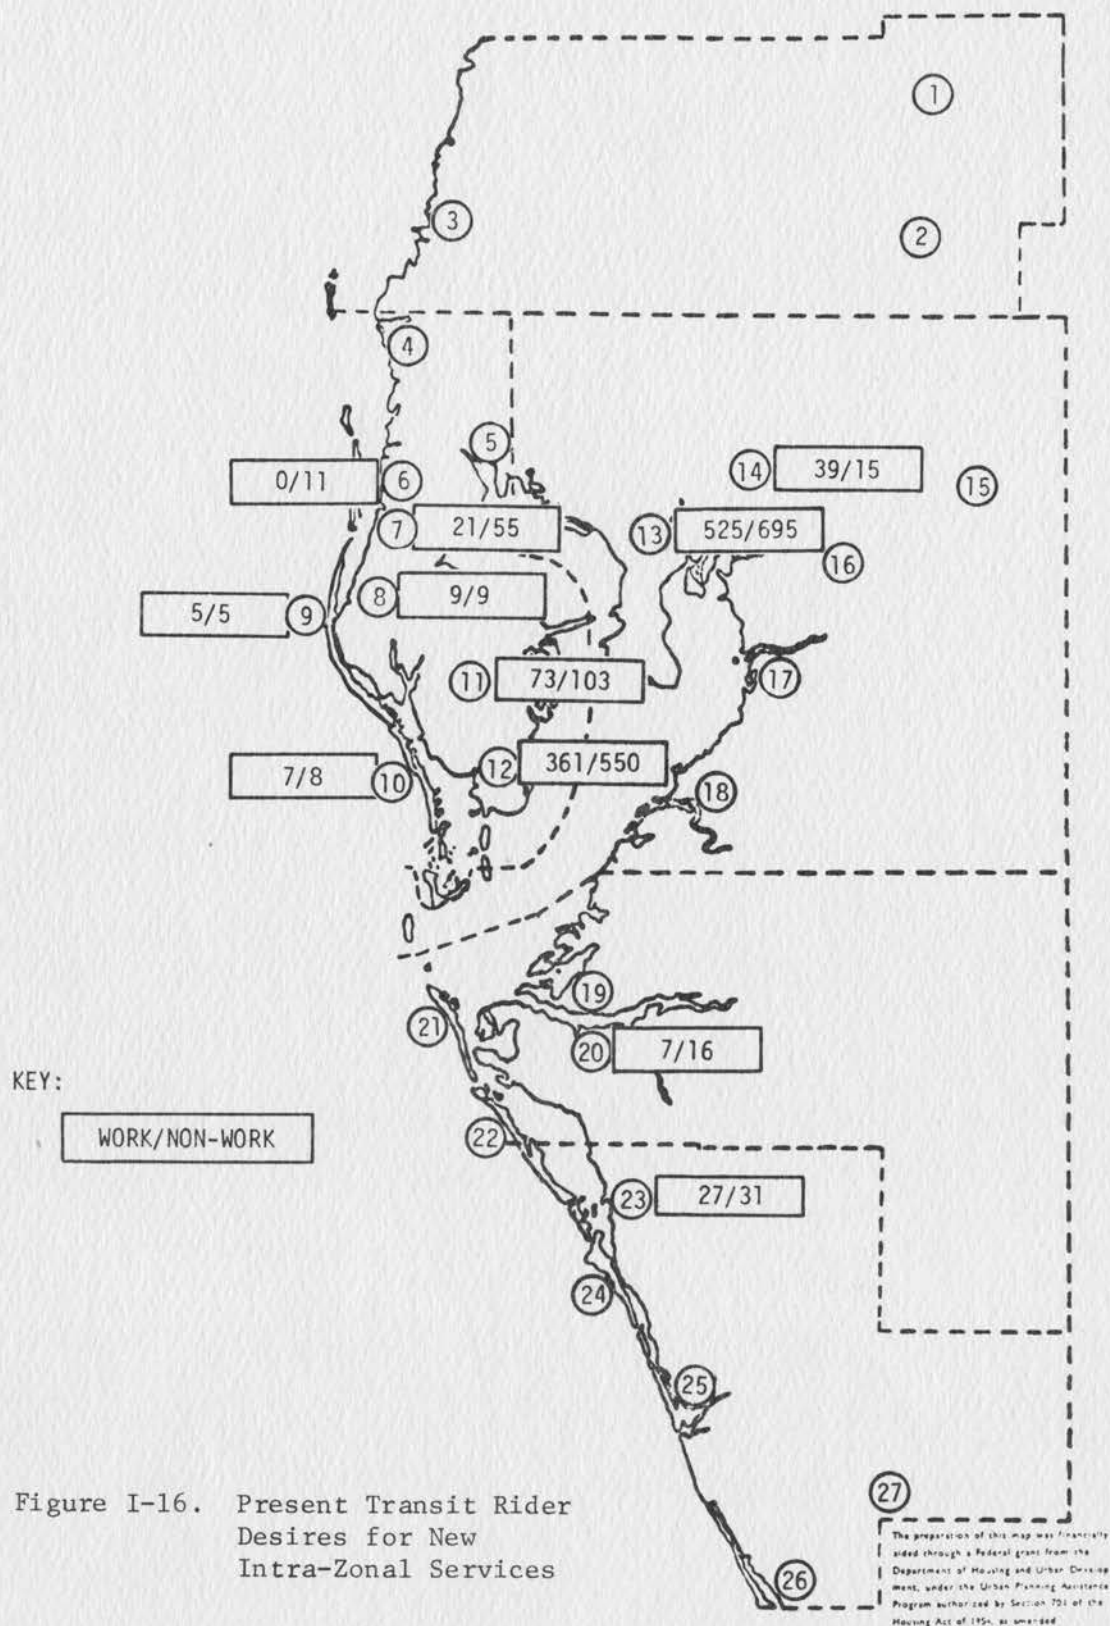 1
2
3
4
5
0/11 6
14 39/15 15
7 21/55
13 525/695
16
8 9/9
5/5 9
11 73/103
17
12 361/550
7/8 10
18
19
21
20 7/16
KEY:
WORK/NON-WORK
22
23 27/31
24
25
27
Figure I-16. Present Transit Rider
Desires for New
Intra-Zonal Services
26
The preparation of this map was financially
aided through a Federal grant from the
Department of Housing and Urban Develop
ment, under the Urban Planning Assistance
Program authorized by Section 701 of the
Housing Act of 1954, as amended